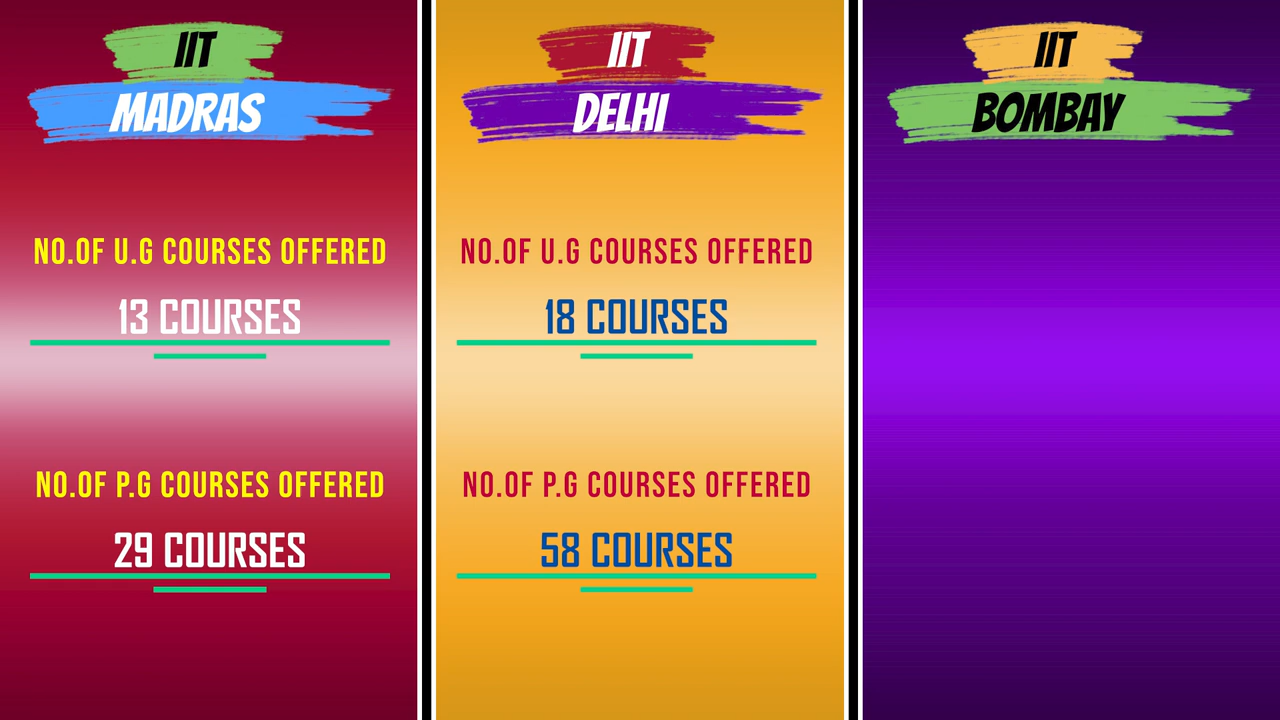 IIT
MADRAS
NO.OF U.G COURSES OFFERED
13 COURSES
NO.OF P.G COURSES OFFERED
29 COURSES
IIT
DELHI
NO.OF U.G COURSES OFFERED
18 COURSES
NO.OF P.G COURSES OFFERED
58 COURSES
IIT
BOMBAY